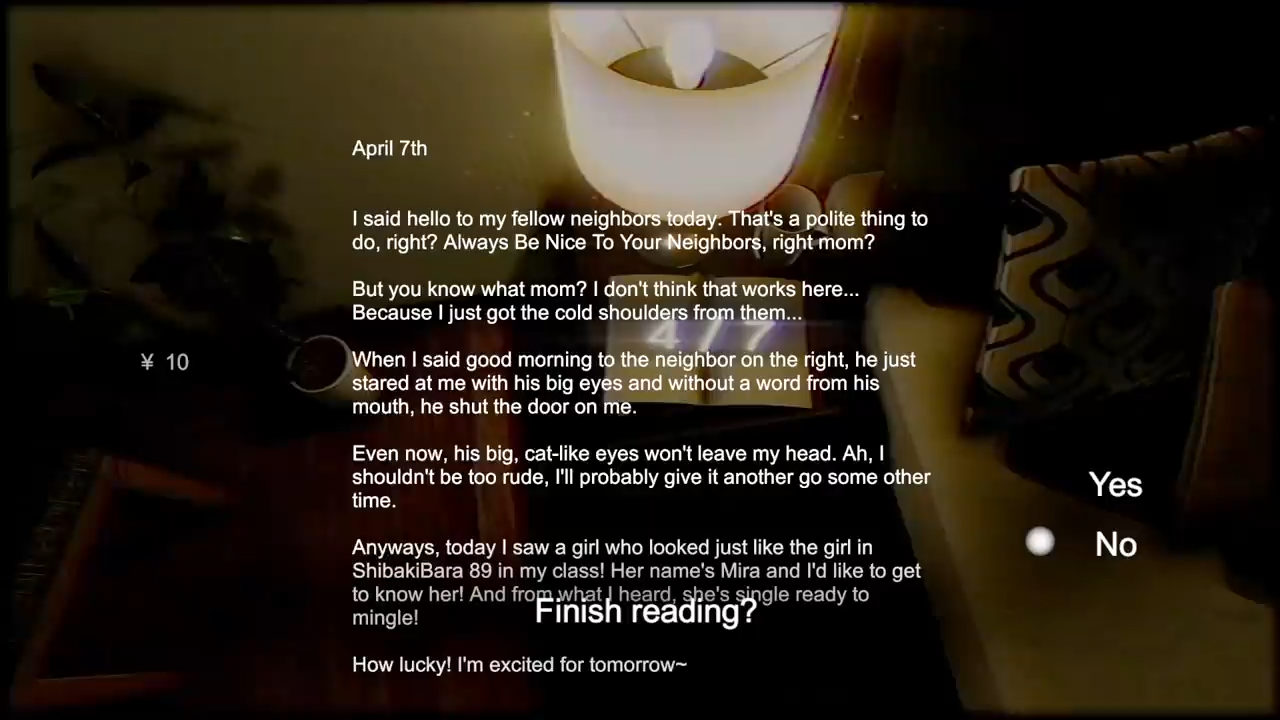 April 7th
I said hello to my fellow neighbors today. That's a polite thing to
do, right? Always Be Nice To Your Neighbors, right mom?
But you know what mom? I don't think that works here...
Because I just got the cold shoulders from them...
4 / 7
¥ 10
When I said good morning to the neighbor on the right, he just
stared at me with his big eyes and without a word from his
mouth, he shut the door on me.
Even now, his big, cat-like eyes won't leave my head. Ah, I
shouldn't be too rude, I'll probably give it another go some other
time.
Yes
No
Anyways, today I saw a girl who looked just like the girl in
ShibakiBara 89 in my class! Her name's Mira and I'd like to get
to know her! And from what I heard, she's single ready to
mingle!
Finish reading?
How lucky! I'm excited for tomorrow~